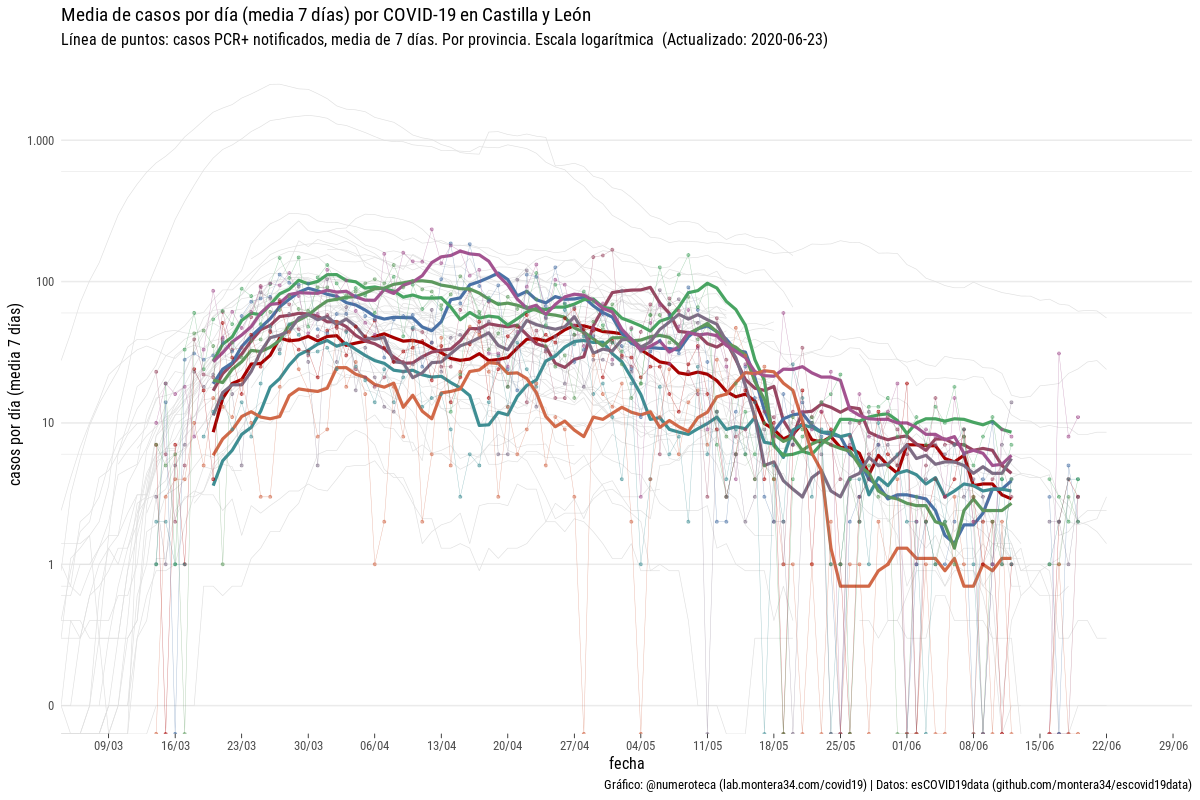 Media de casos por día (media 7 días) por COVID-19 en Castilla y León
Línea de puntos: casos PCR+ notificados, media de 7 días. Por provincia. Escala logarítmica  (Actualizado: 2020-06-23)
casos por día (media 7 días)
1.000
100
10
1
0
09/03 16/03 23/03 30/03 06/04 13/04 20/04 27/04 04/05 11/05 18/05 25/05 01/06 08/06 15/06 22/06 29/06
fecha
Gráfico: @numeroteca (lab.montera34.com/covid19) | Datos: esCOVID19data (github.com/montera34/escovid19data)